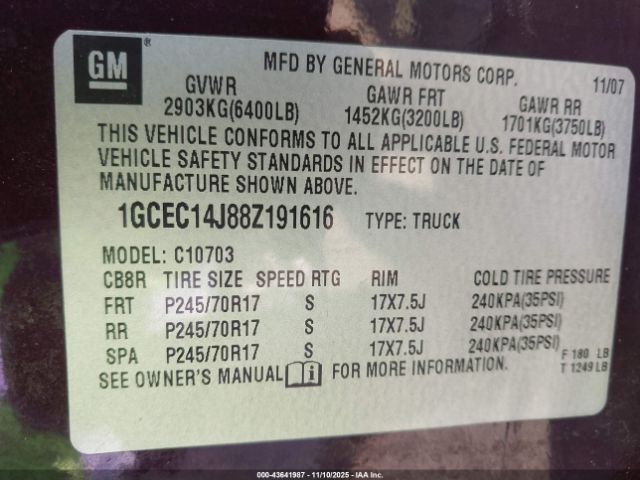 GM ®
MFD BY GENERAL MOTORS CORP. 11/07
GVWR GAWR FRT GAWR RR
2903KG(6400LB) 1452KG(3200LB) 1701KG(3750LB)
THIS VEHICLE CONFORMS TO ALL APPLICABLE U.S. FEDERAL MOTOR
VEHICLE SAFETY STANDARDS IN EFFECT ON THE DATE OF
MANUFACTURE SHOWN ABOVE.
1GCEC14J88Z191616 TYPE: TRUCK
MODEL: C10703
CB8R TIRE SIZE SPEED RTG RIM COLD TIRE PRESSURE
FRT P245/70R17 S 17X7.5J 240KPA(35PSI)
RR P245/70R17 S 17X7.5J 240KPA(35PSI)
SPA P245/70R17 S 17X7.5J 240KPA(35PSI)
F 180 LB
SEE OWNER'S MANUAL i FOR MORE INFORMATION. T 1249 LB
000-43641987 - 11/10/2025 - IAA Inc.